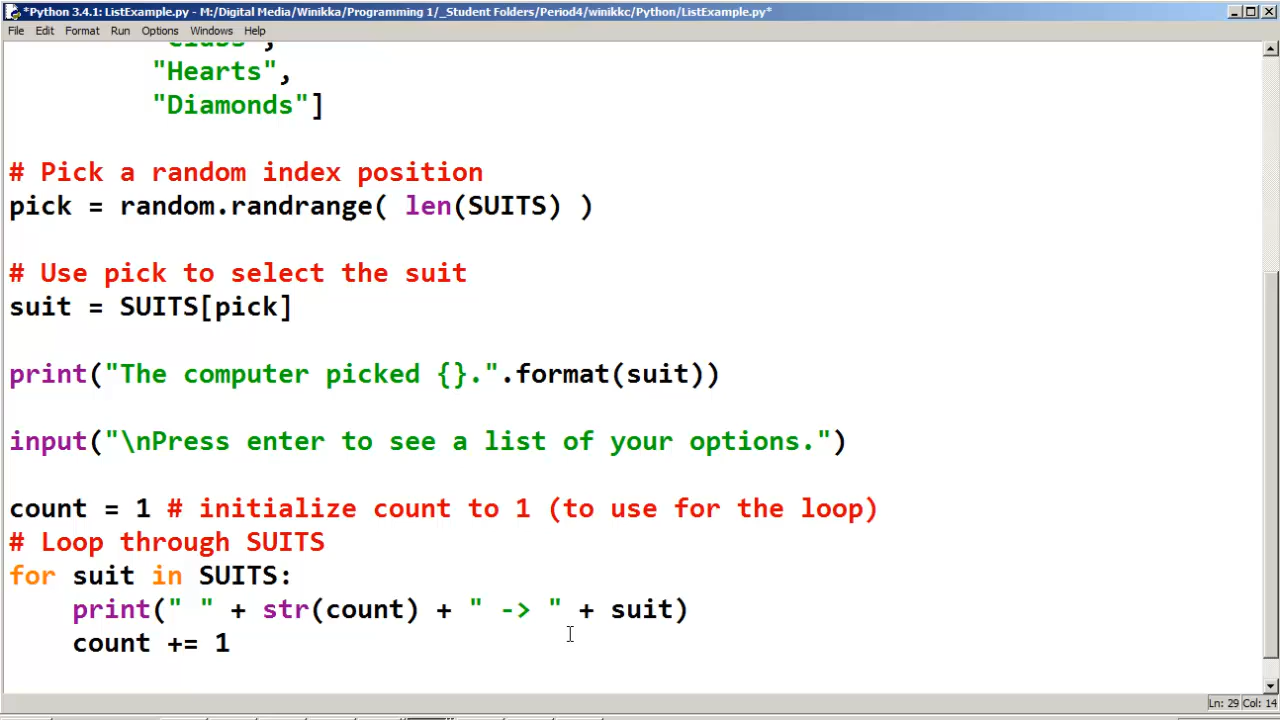 *Python 3.4.1: ListExample.py - M:/Digital Media/Winikka/Programming 1/_Student Folders/Period4/winikkc/Python/ListExample.py*
File Edit Format Run Options Windows Help
"Hearts",
"Diamonds"]
# Pick a random index position
pick = random.randrange( len(SUITS) )
# Use pick to select the suit
suit = SUITS[pick]
print("The computer picked {}.".format(suit))
input("\nPress enter to see a list of your options.")
count = 1 # initialize count to 1 (to use for the loop)
# Loop through SUITS
for suit in SUITS:
print(" " + str(count) + " -> " + suit)
count += 1
Ln: 29 Col: 14